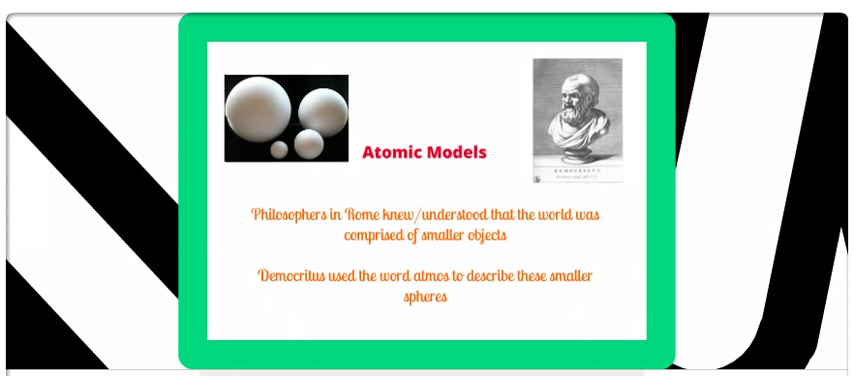 Atomic Models
Philosophers in Rome knew/understood that the world was
comprised of smaller objects
Democritus used the word atmos to describe these smaller
spheres